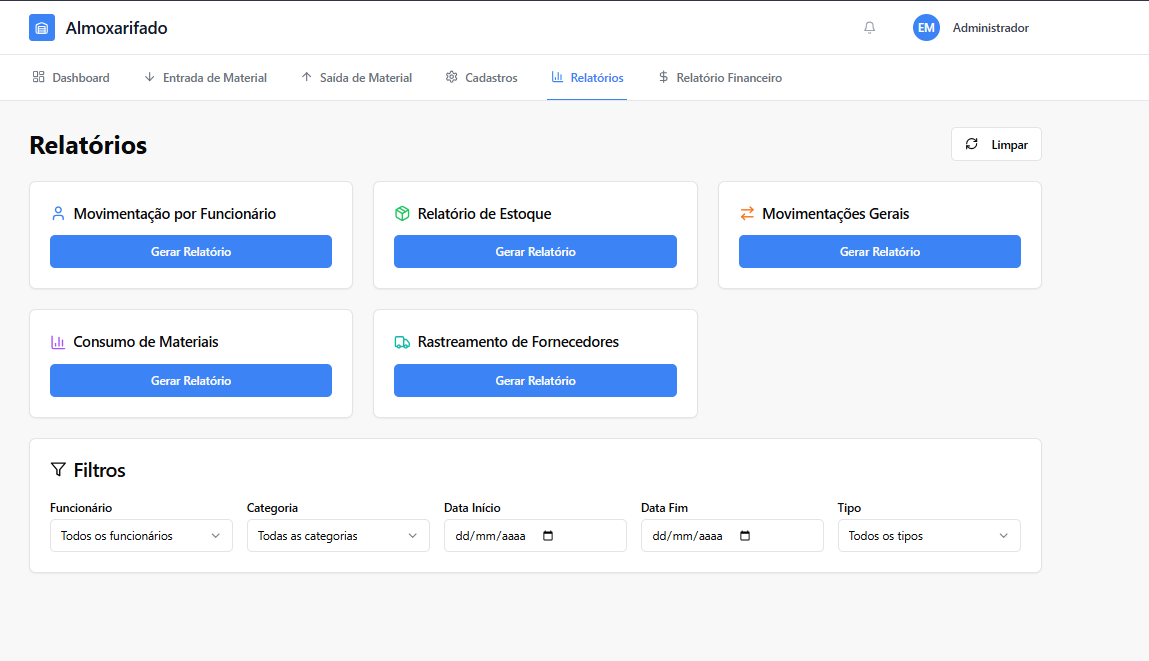 Almoxarifado
EM Administrador
Dashboard Entrada de Material Saída de Material Cadastros Relatórios Relatório Financeiro
Relatórios
Limpar
Movimentação por Funcionário
Gerar Relatório
Relatório de Estoque
Gerar Relatório
Movimentações Gerais
Gerar Relatório
Consumo de Materiais
Gerar Relatório
Rastreamento de Fornecedores
Gerar Relatório
Filtros
Funcionário
Todos os funcionários
Categoria
Todas as categorias
Data Início
dd/mm/aaaa
Data Fim
dd/mm/aaaa
Tipo
Todos os tipos